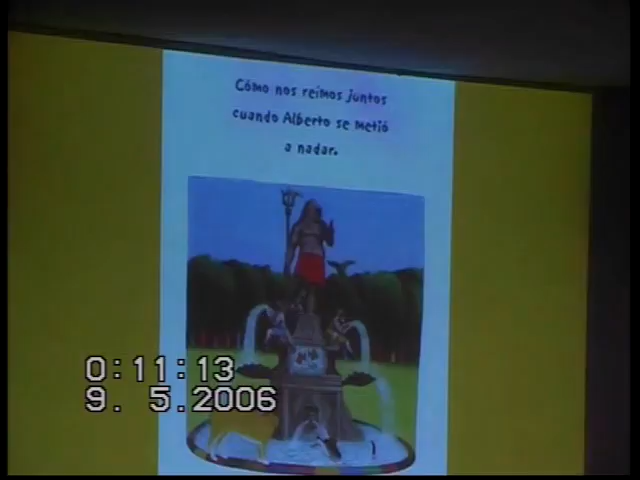 Cómo nos reímos juntos
cuando Alberto se metió
a nadar.
0:11:13
9. 5.2006